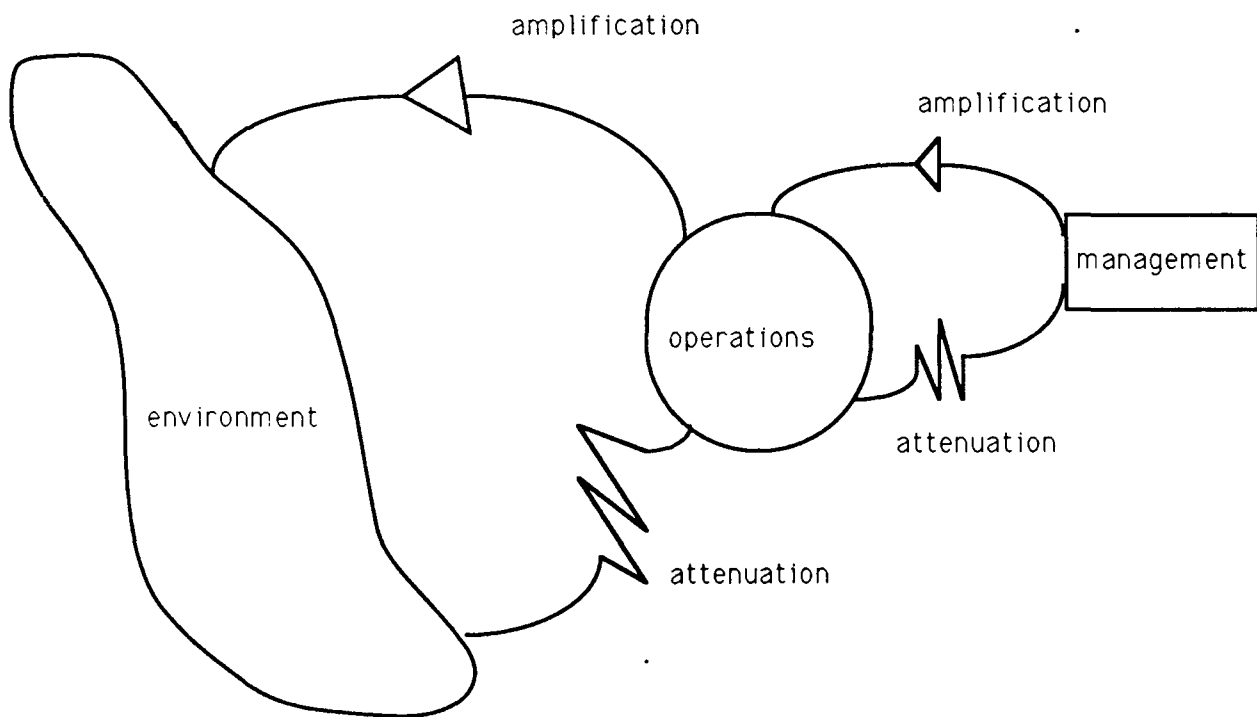 amplification
amplification
management
operations
environment
attenuation
attenuation